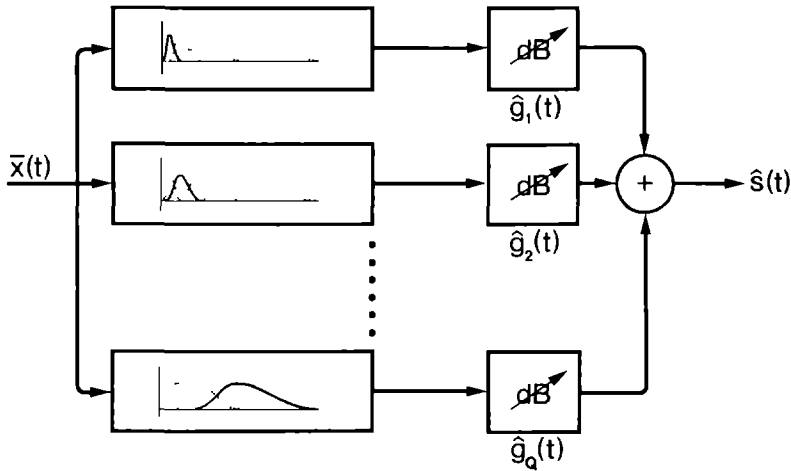 dB
ĝ₁(t)
x̄(t)
dB
+
ŝ(t)
ĝ₂(t)
dB
ĝ_Q(t)